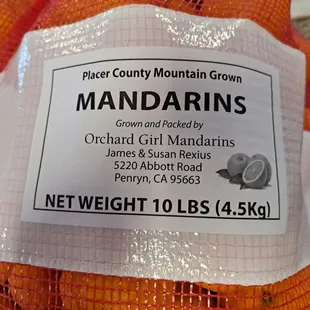 Placer County Mountain Grown
MANDARINS
Grown and Packed by
Orchard Girl Mandarins
James & Susan Rexius
5220 Abbott Road
Penryn, CA 95663
NET WEIGHT 10 LBS (4.5Kg)